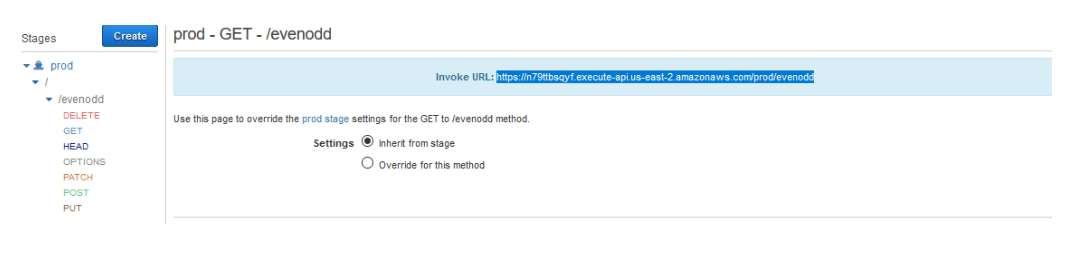 Stages
Create
prod
/
/evenodd
DELETE
GET
HEAD
OPTIONS
PATCH
POST
PUT
prod - GET - /evenodd
Invoke URL: https://n79ttbsqyf.execute-api.us-east-2.amazonaws.com/prod/evenodd
Use this page to override the prod stage settings for the GET to /evenodd method.
Settings Inherit from stage
Override for this method